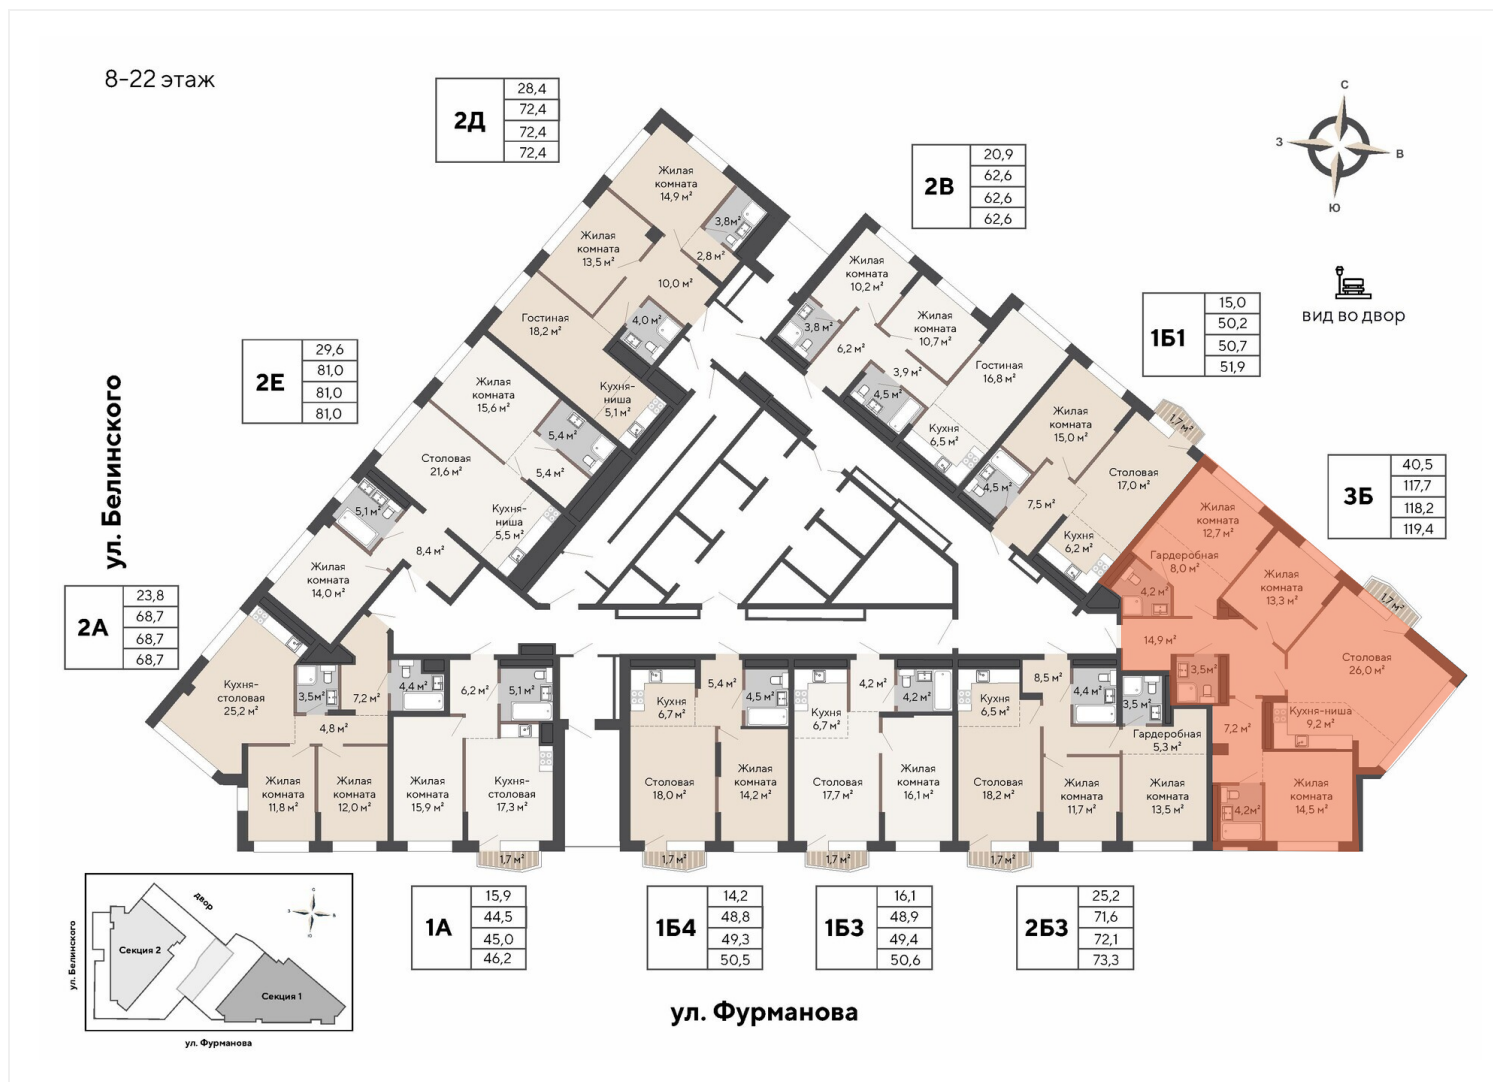 8-22 этаж
2Д
28,4
72,4
72,4
72,4
2В
20,9
62,6
62,6
62,6
С
З
В
Ю
вид во двор
1Б1
15,0
50,2
50,7
51,9
2Е
29,6
81,0
81,0
81,0
3Б
40,5
117,7
118,2
119,4
2А
23,8
68,7
68,7
68,7
ул. Белинского
Жилая
комната
14,9 м²
3,8м²
2,8 м²
Жилая
комната
13,5 м²
10,0 м²
Гостиная
18,2 м²
4,0 м²
Кухня-
ниша
5,1 м²
Жилая
комната
15,6 м²
5,4 м²
5,4 м²
Столовая
21,6 м²
Кухня-
ниша
5,5 м²
5,1 м²
8,4 м²
Жилая
комната
14,0 м²
Кухня-
столовая
25,2 м²
3,5м²
7,2 м²
4,8 м²
Жилая
комната
11,8 м²
Жилая
комната
12,0 м²
4,4 м²
6,2 м²
5,1 м²
Жилая
комната
15,9 м²
Кухня-
столовая
17,3 м²
1,7 м²
Жилая
комната
10,2 м²
3,8 м²
6,2 м²
Жилая
комната
10,7 м²
3,9 м²
4,5 м²
Гостиная
16,8 м²
Кухня
6,5 м²
Жилая
комната
15,0 м²
1,7 м²
Столовая
17,0 м²
4,5 м²
7,5 м²
Кухня
6,2 м²
Жилая
комната
12,7 м²
Гардеробная
8,0 м²
4,2 м²
Жилая
комната
13,3 м²
1,7 м²
14,9 м²
3,5м²
Столовая
26,0 м²
Кухня-ниша
9,2 м²
7,2 м²
4,2м²
Жилая
комната
14,5 м²
5,4 м²
4,5 м²
Кухня
6,7 м²
Столовая
18,0 м²
Жилая
комната
14,2 м²
1,7 м²
4,2 м²
4,2 м²
Кухня
6,7 м²
Столовая
17,7 м²
Жилая
комната
16,1 м²
1,7 м²
8,5 м²
4,4 м²
Кухня
6,5 м²
3,5м²
Гардеробная
5,3 м²
Столовая
18,2 м²
Жилая
комната
11,7 м²
Жилая
комната
13,5 м²
1,7 м²
1А
15,9
44,5
45,0
46,2
1Б4
14,2
48,8
49,3
50,5
1Б3
16,1
48,9
49,4
50,6
2Б3
25,2
71,6
72,1
73,3
ул. Фурманова
двор
Секция 2
Секция 1
ул. Белинского
ул. Фурманова